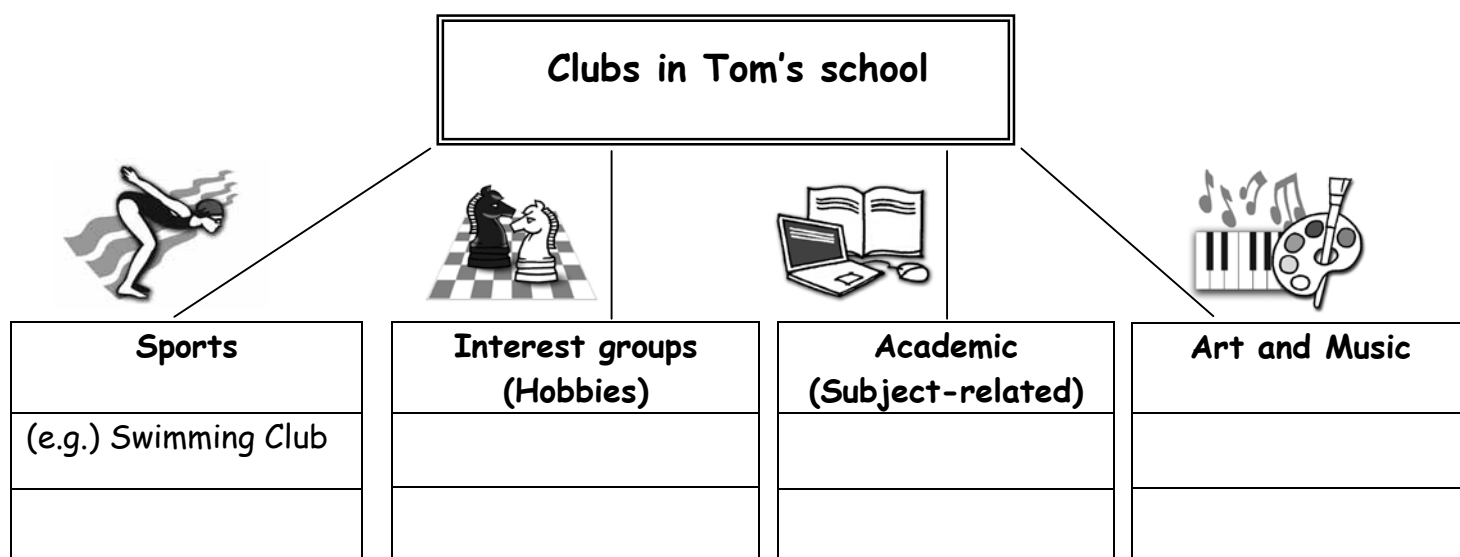 Clubs in Tom's school
Sports
Interest groups
(Hobbies)
Academic
(Subject-related)
Art and Music
(e.g.) Swimming Club